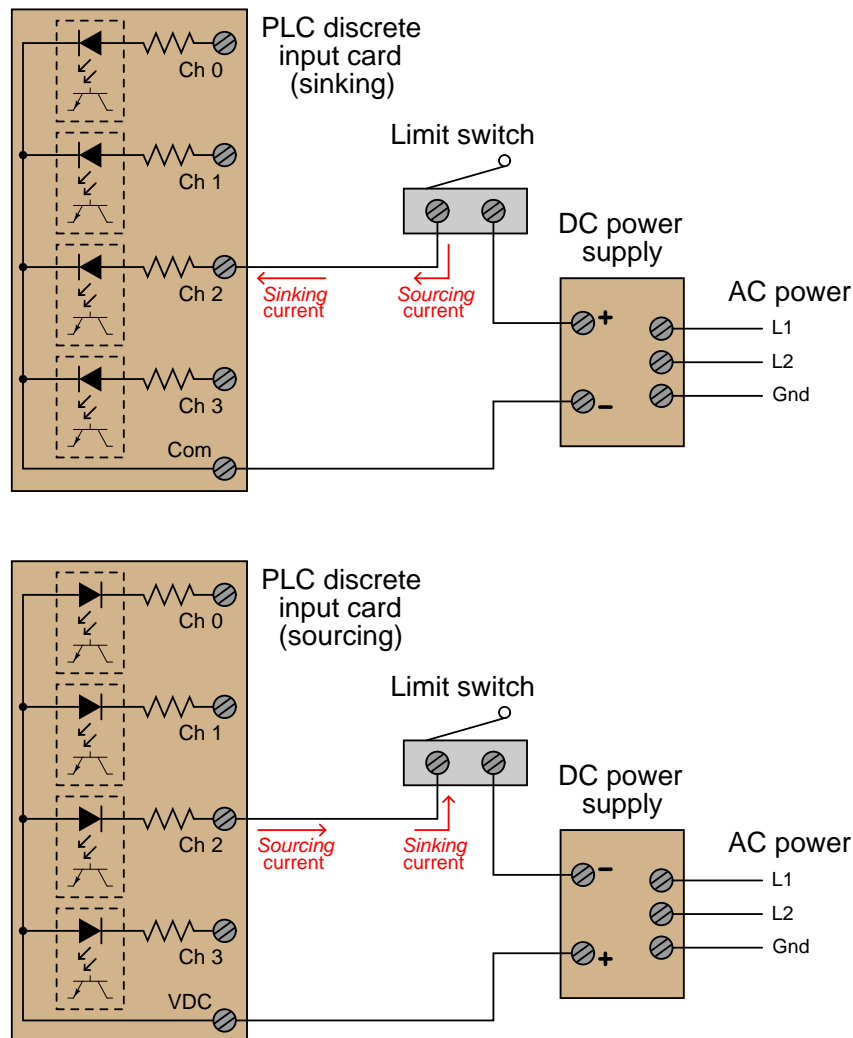 PLC discrete
input card
(sinking)
Ch 0
Ch 1
Ch 2
Ch 3
Com
Limit switch
Sinking
current
Sourcing
current
DC power
supply
+
–
AC power
L1
L2
Gnd
PLC discrete
input card
(sourcing)
Ch 0
Ch 1
Ch 2
Ch 3
VDC
Limit switch
Sourcing
current
Sinking
current
DC power
supply
–
+
AC power
L1
L2
Gnd